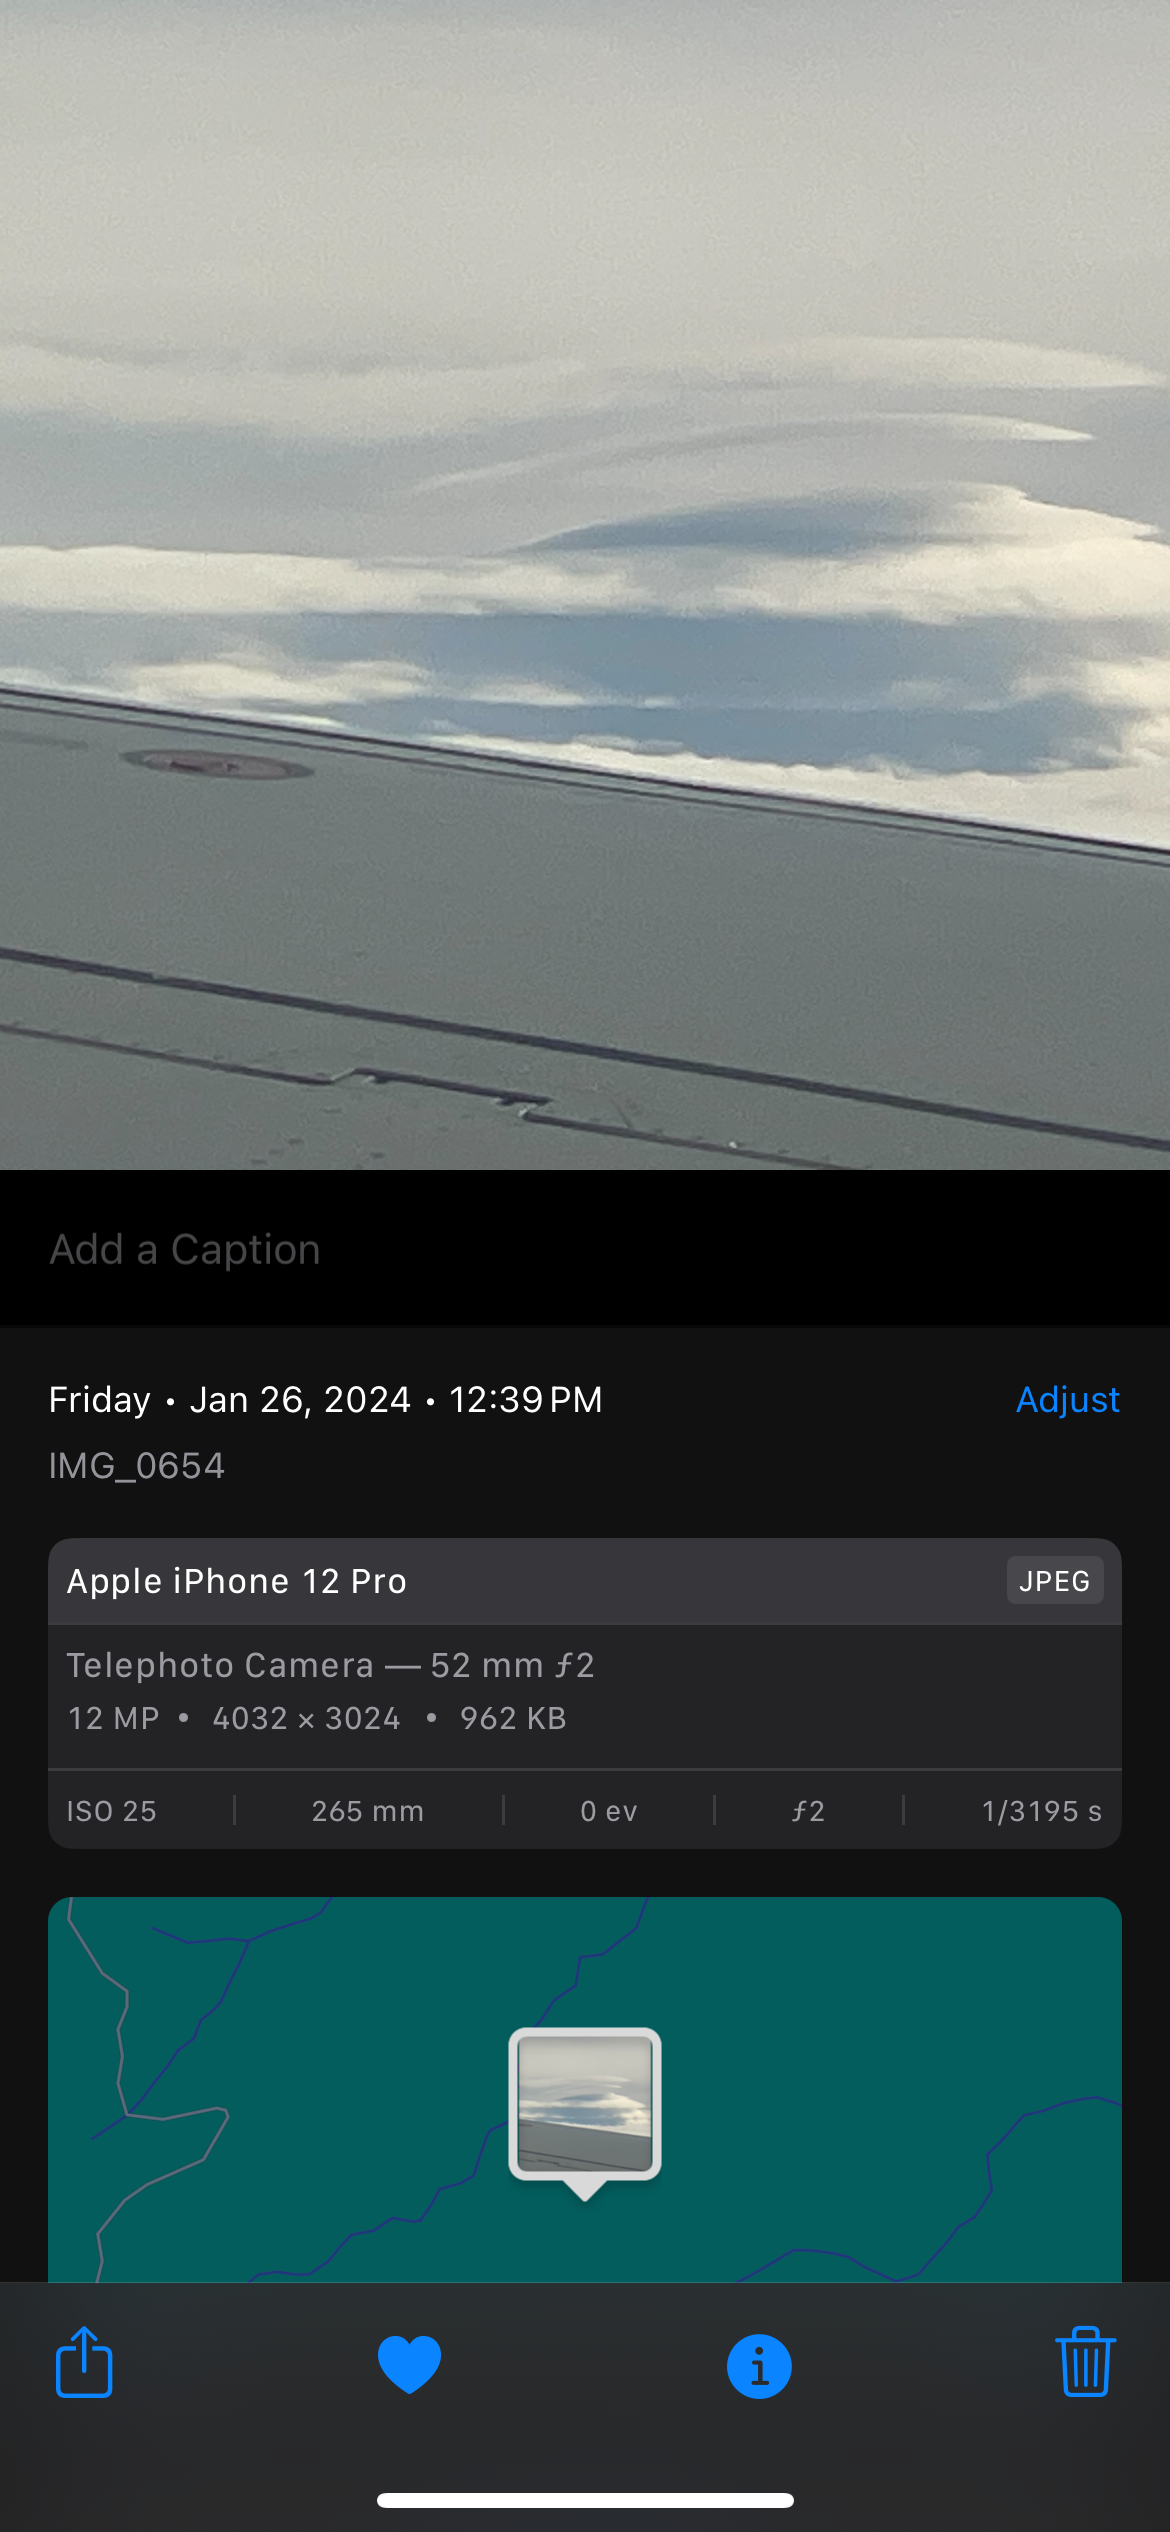 Add a Caption
Friday • Jan 26, 2024 • 12:39 PM
Adjust
IMG_0654
Apple iPhone 12 Pro
JPEG
Telephoto Camera — 52 mm ƒ2
12 MP • 4032 × 3024 • 962 KB
ISO 25 | 265 mm | 0 ev | ƒ2 | 1/3195 s